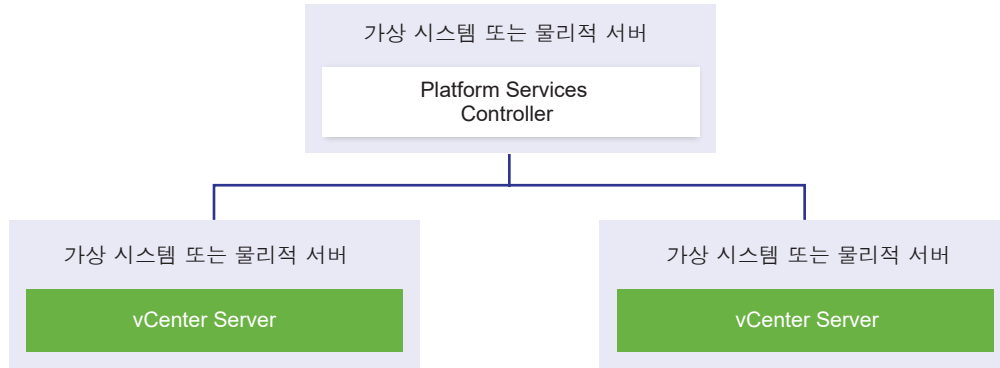 가상 시스템 또는 물리적 서버
Platform Services
Controller
가상 시스템 또는 물리적 서버
vCenter Server
가상 시스템 또는 물리적 서버
vCenter Server